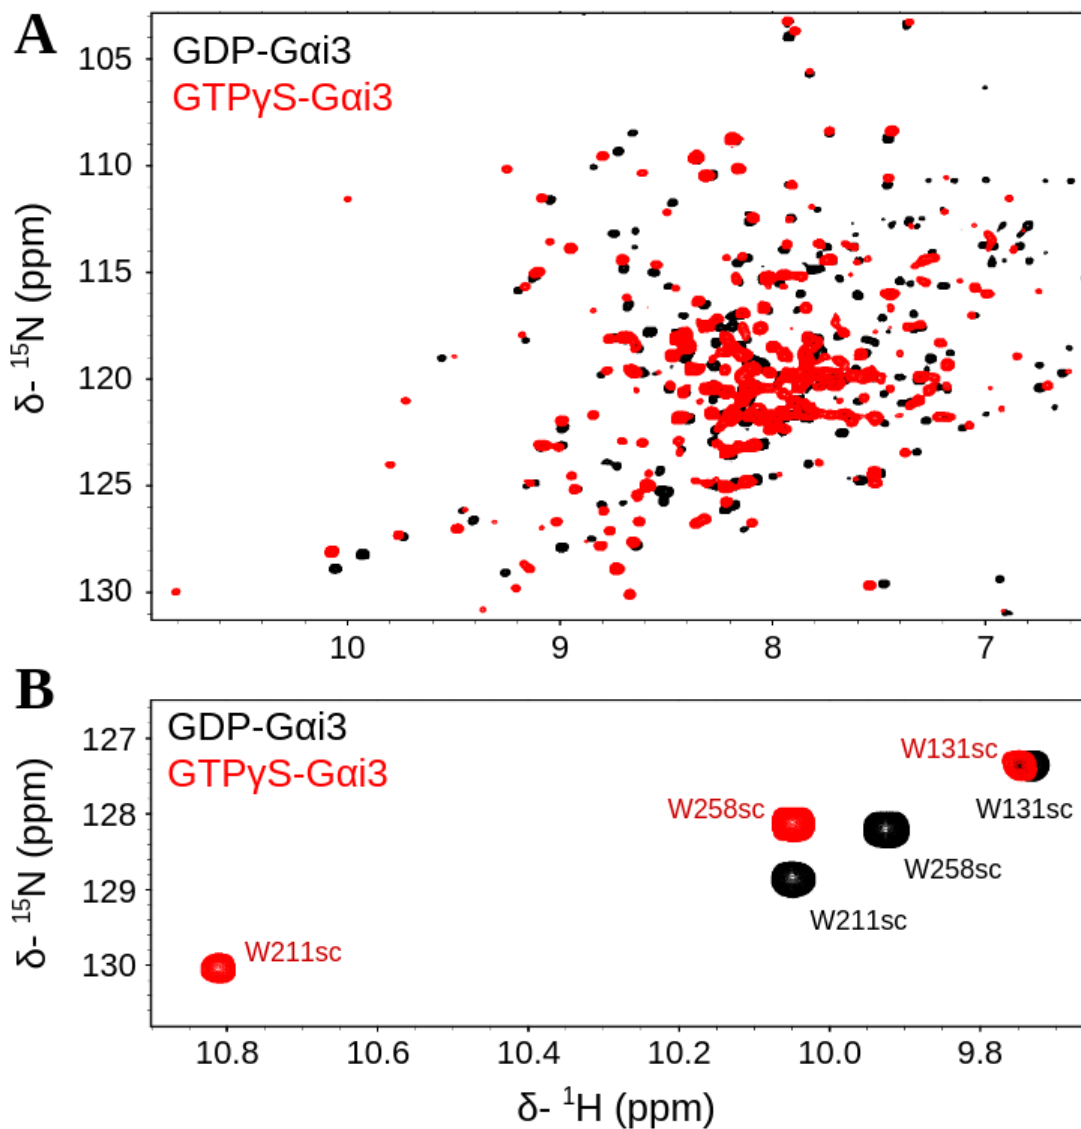 A
GDP-Gαi3
GTPγS-Gαi3
105
110
115
120
125
130
δ- ¹⁵N (ppm)
10
9
8
7
B
GDP-Gαi3
GTPγS-Gαi3
127
128
129
130
δ- ¹⁵N (ppm)
W131sc
W131sc
W258sc
W258sc
W211sc
W211sc
10.8
10.6
10.4
10.2
10.0
9.8
δ- ¹H (ppm)